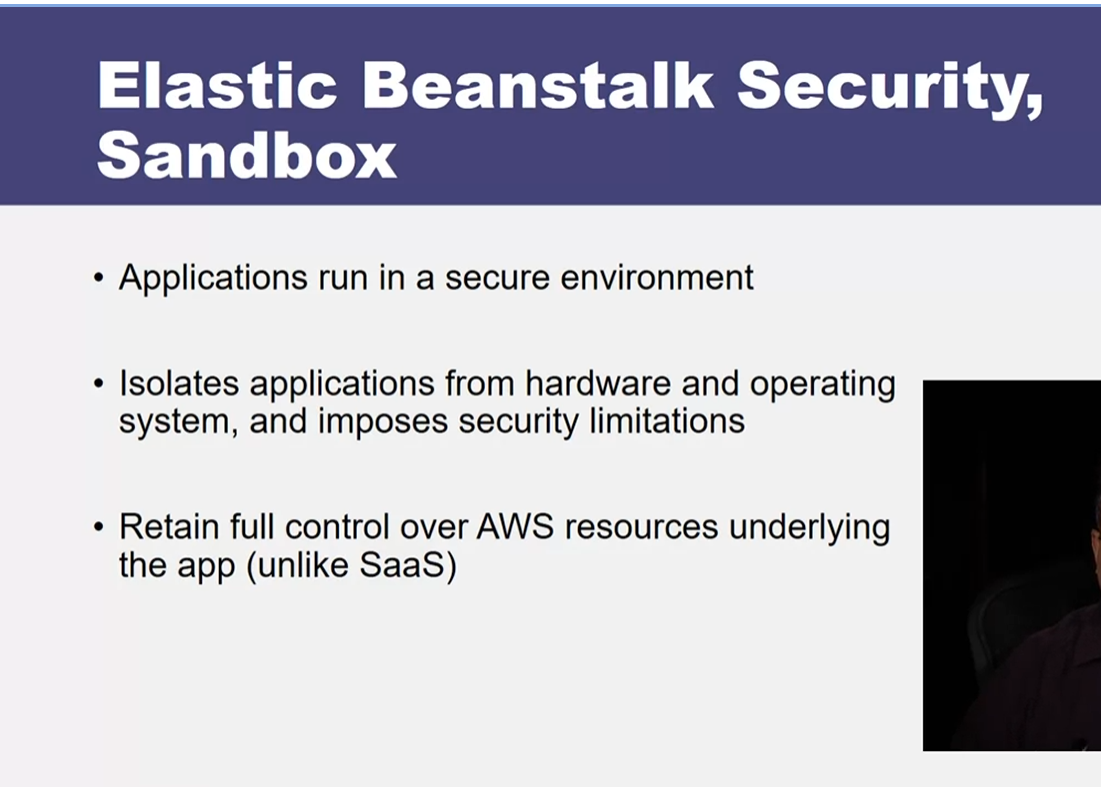 Elastic Beanstalk Security,
Sandbox
• Applications run in a secure environment
• Isolates applications from hardware and operating
system, and imposes security limitations
• Retain full control over AWS resources underlying
the app (unlike SaaS)